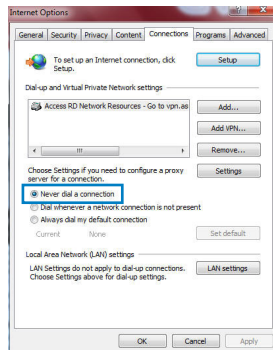 Internet Options
General Security Privacy Content Connections Programs Advanced
To set up an Internet connection, click
Setup.
Setup
Dial-up and Virtual Private Network settings
Access RD Network Resources - Go to vpn.as
Add...
Add VPN...
Remove...
Choose Settings if you need to configure a proxy
server for a connection.
Settings
Never dial a connection
Dial whenever a network connection is not present
Always dial my default connection
Current None
Set default
Local Area Network (LAN) settings
LAN Settings do not apply to dial-up connections.
Choose Settings above for dial-up settings.
LAN settings
OK Cancel Apply